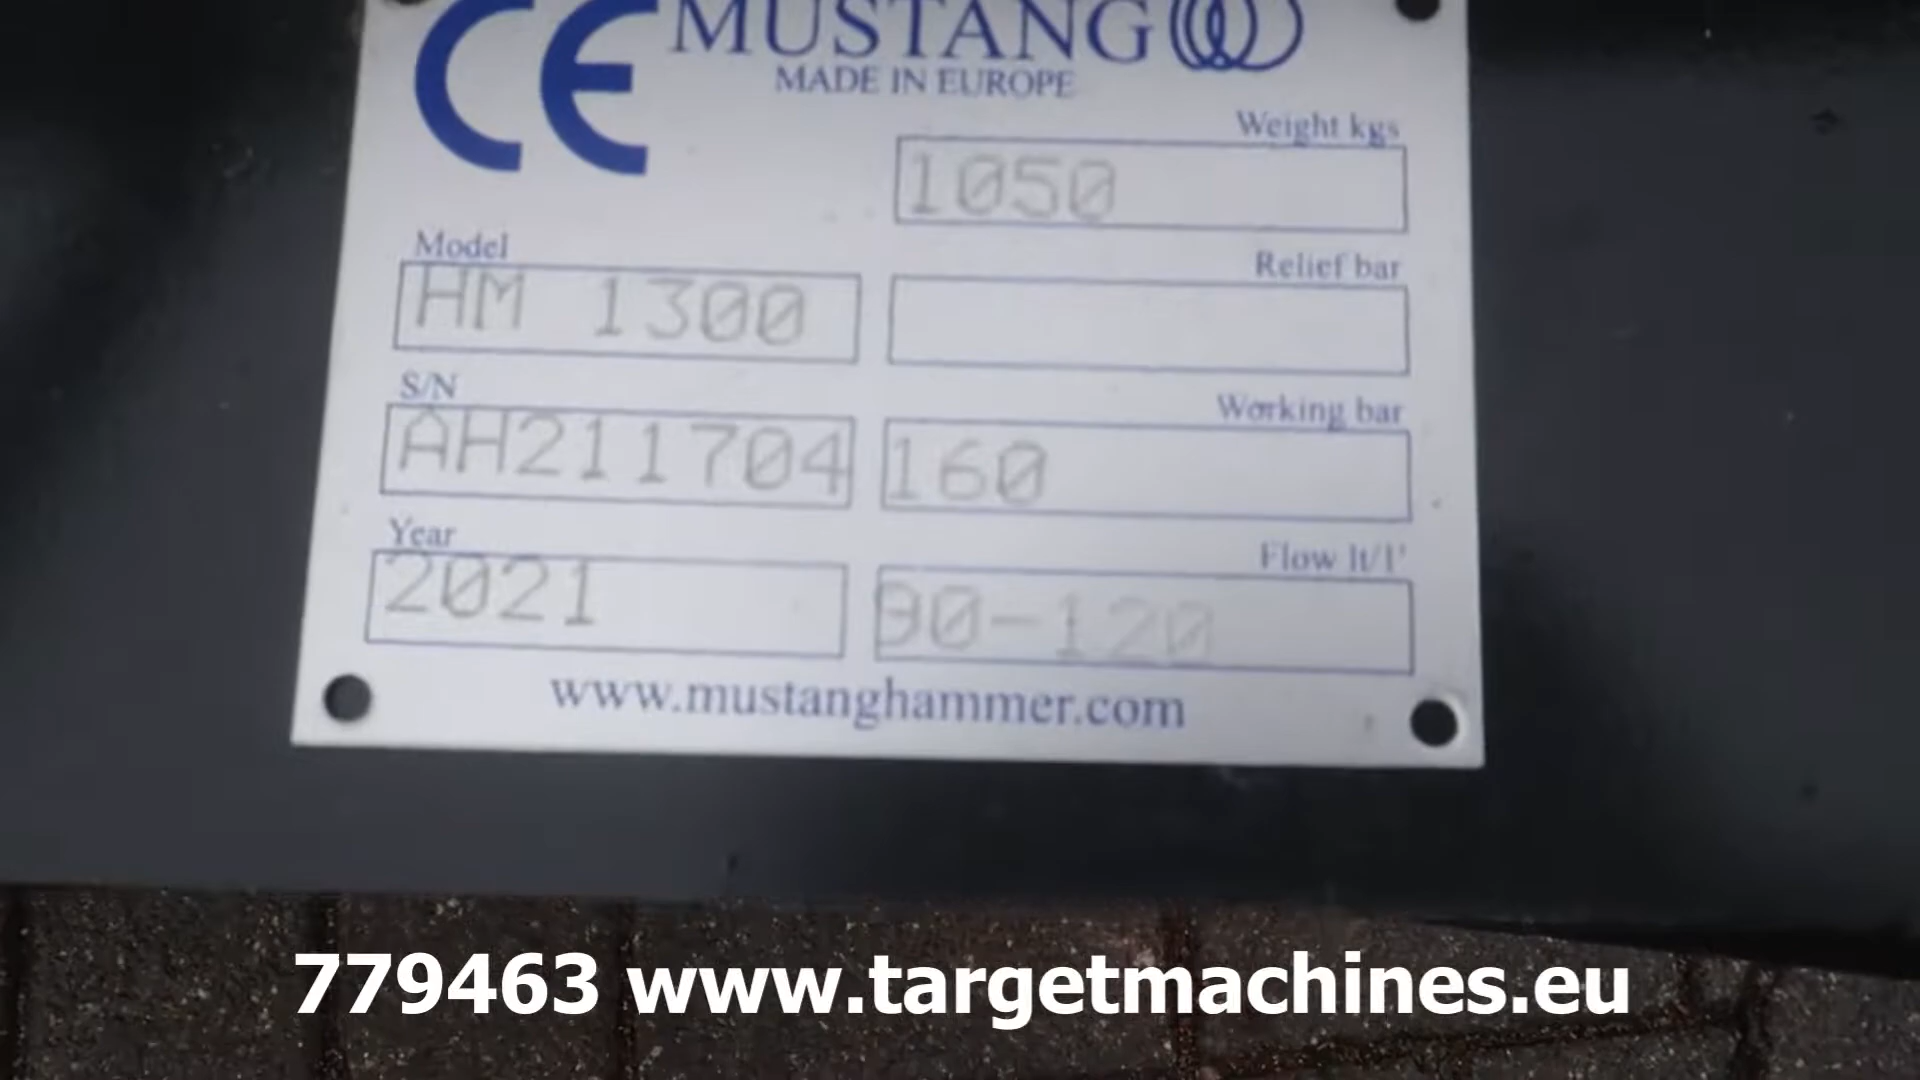 CE MUSTANG
MADE IN EUROPE
Weight kgs
1050
Model
HM 1300
Relief bar
S/N
AH211704
Working bar
160
Year
2021
Flow lt/1'
90-120
www.mustanghammer.com
779463 www.targetmachines.eu